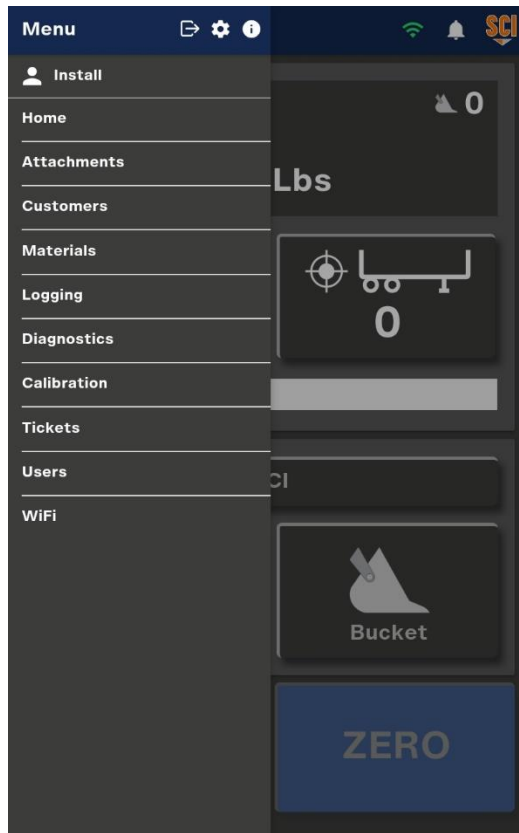 Menu
SCI
Install
Home
0
Attachments
Lbs
Customers
Materials
Logging
0
Diagnostics
Calibration
Tickets
Users
CI
WiFi
Bucket
ZERO